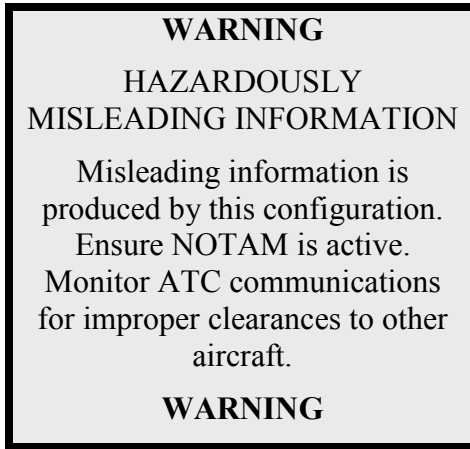 WARNING
HAZARDOUSLY
MISLEADING INFORMATION
Misleading information is
produced by this configuration.
Ensure NOTAM is active.
Monitor ATC communications
for improper clearances to other
aircraft.
WARNING